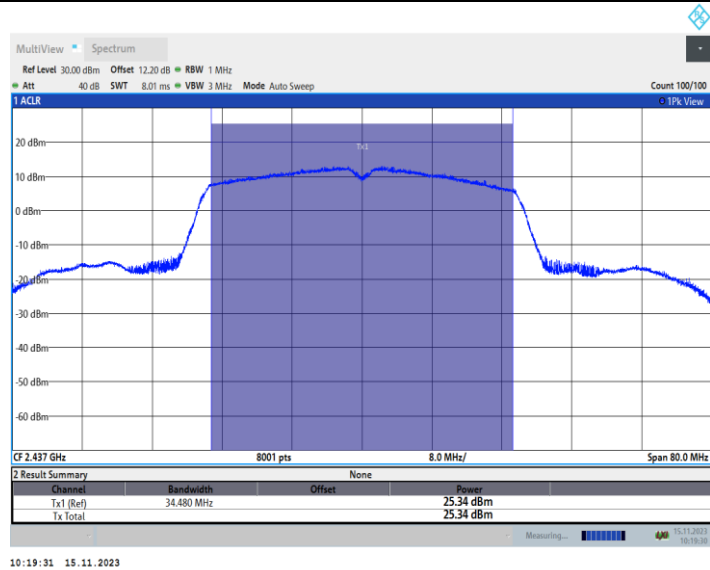 MultiView Spectrum
Ref Level 30.00 dBm Offset 12.20 dB RBW 1 MHz
Att 40 dB SWT 8.01 ms VBW 3 MHz Mode Auto Sweep Count 100/100
1 ACLR 1Pk View
Tx1
20 dBm
10 dBm
0 dBm
-10 dBm
-20 dBm
-30 dBm
-40 dBm
-50 dBm
-60 dBm
CF 2.437 GHz 8001 pts 8.0 MHz/ Span 80.0 MHz
2 Result Summary None
Channel Bandwidth Offset Power
Tx1 (Ref) 34.480 MHz 25.34 dBm
Tx Total 25.34 dBm
Measuring... 15.11.2023
10:19:30
10:19:31 15.11.2023